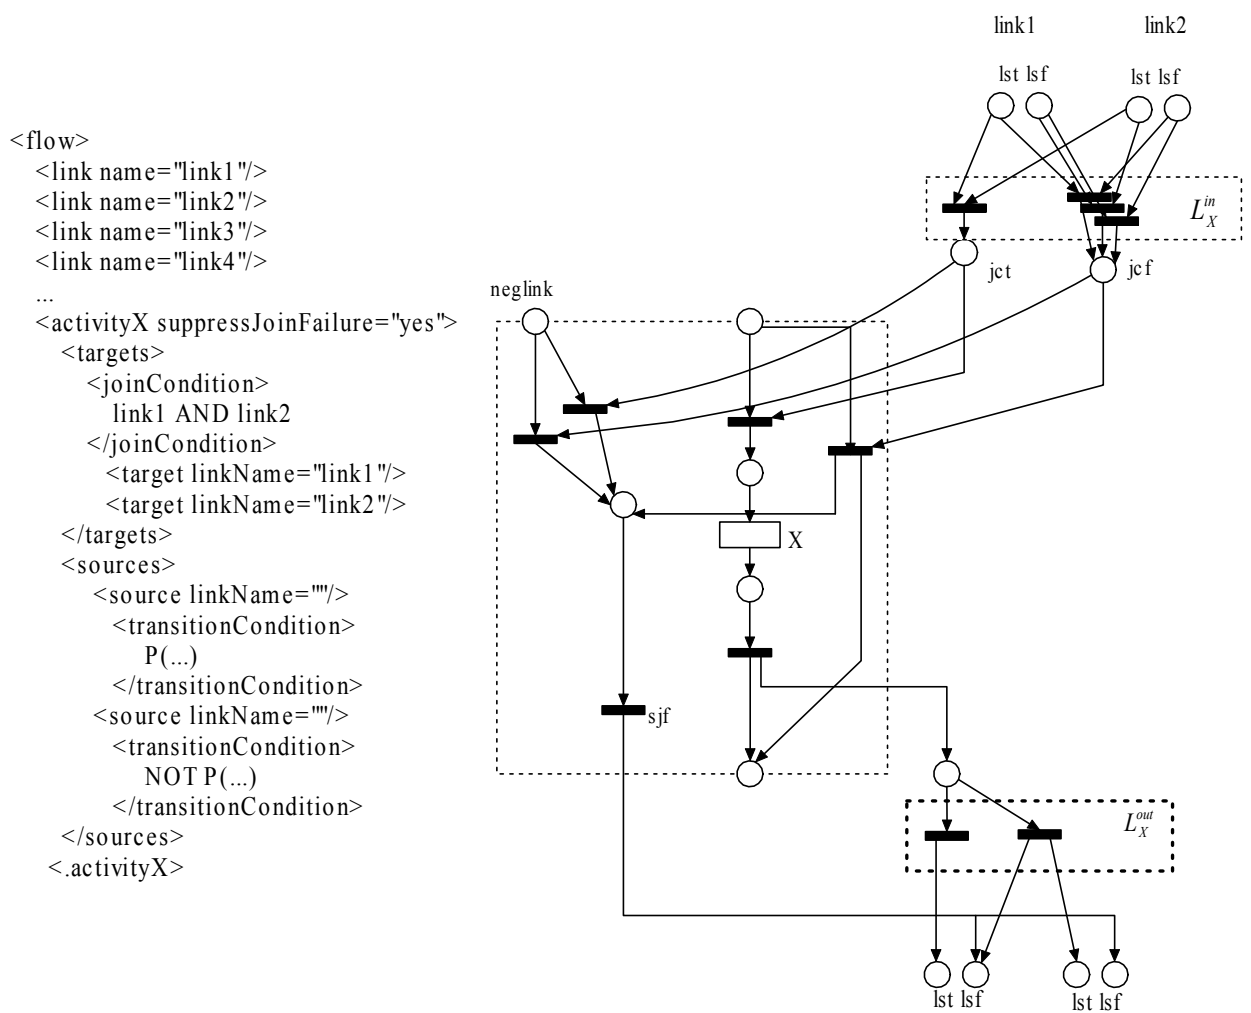 <flow>
<link name="link1"/>
<link name="link2"/>
<link name="link3"/>
<link name="link4"/>
...
<activityX suppressJoinFailure="yes">
<targets>
<joinCondition>
link1 AND link2
</joinCondition>
<target linkName="link1"/>
<target linkName="link2"/>
</targets>
<sources>
<source linkName=""/>
<transitionCondition>
P(...)
</transitionCondition>
<source linkName=""/>
<transitionCondition>
NOT P(...)
</transitionCondition>
</sources>
<.activityX>
link1 link2
lst lsf lst lsf
L_X^in
jct jcf
neglink
X
sjf
L_X^out
lst lsf lst lsf